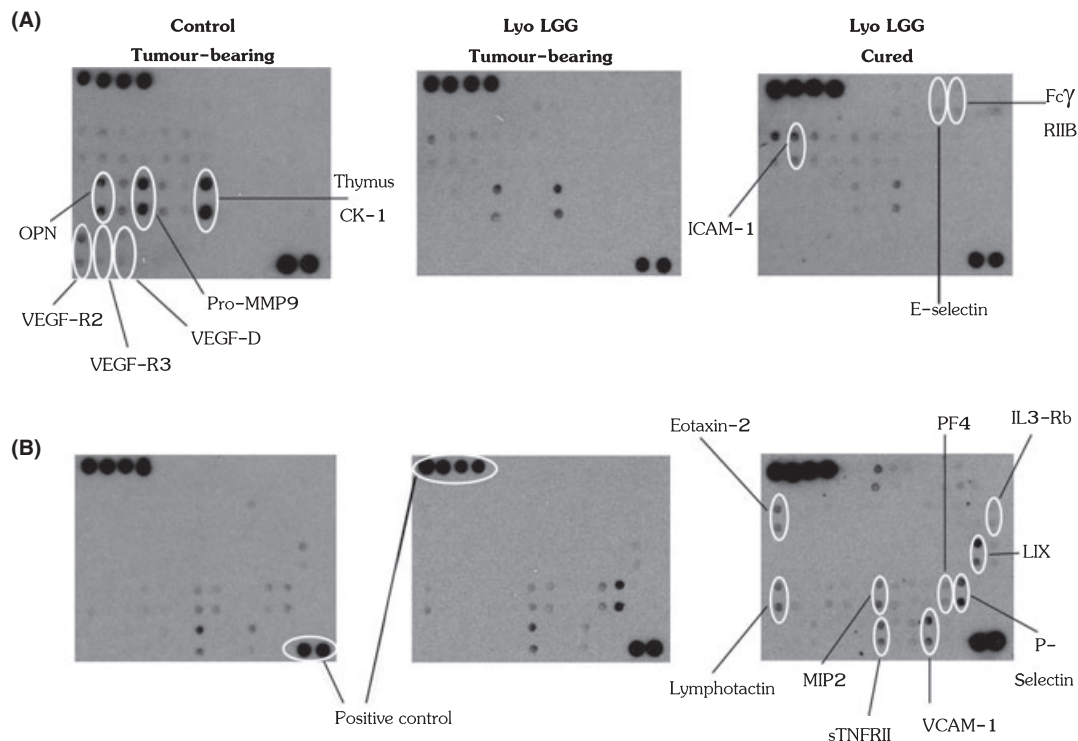 (A)
Control
Tumour-bearing
Lyo LGG
Tumour-bearing
Lyo LGG
Cured
Fcγ
RIIB
Thymus
CK-1
OPN
ICAM-1
Pro-MMP9
E-selectin
VEGF-R2
VEGF-D
VEGF-R3
(B)
Eotaxin-2
PF4
IL3-Rb
LIX
P-
Selectin
Lymphotactin
MIP2
Positive control
sTNFRII
VCAM-1